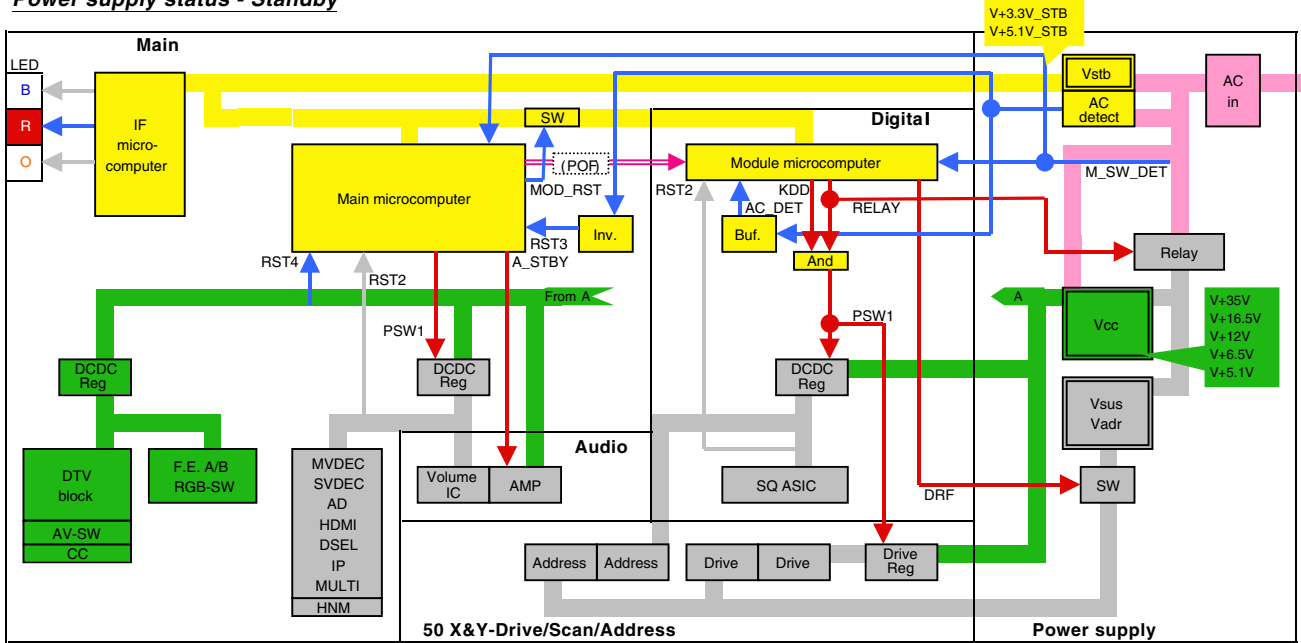 Power supply status - Standby
V+3.3V_STB
V+5.1V_STB
Main
LED
B
R
O
IF
micro-
computer
SW
Digital
Vstb
AC
detect
AC
in
Main microcomputer
(POF)
MOD_RST
RST3
A_STBY
Inv.
Module microcomputer
RST2
KDD
AC_DET
RELAY
M_SW_DET
Buf.
And
Relay
RST4
RST2
From A
A
PSW1
PSW1
Vcc
V+35V
V+16.5V
V+12V
V+6.5V
V+5.1V
DCDC
Reg
DCDC
Reg
DCDC
Reg
Vsus
Vadr
Audio
DTV
block
AV-SW
CC
F.E. A/B
RGB-SW
MVDEC
SVDEC
AD
HDMI
DSEL
IP
MULTI
HNM
Volume
IC
AMP
SQ ASIC
DRF
SW
Address
Address
Drive
Drive
Drive
Reg
50 X&Y-Drive/Scan/Address
Power supply